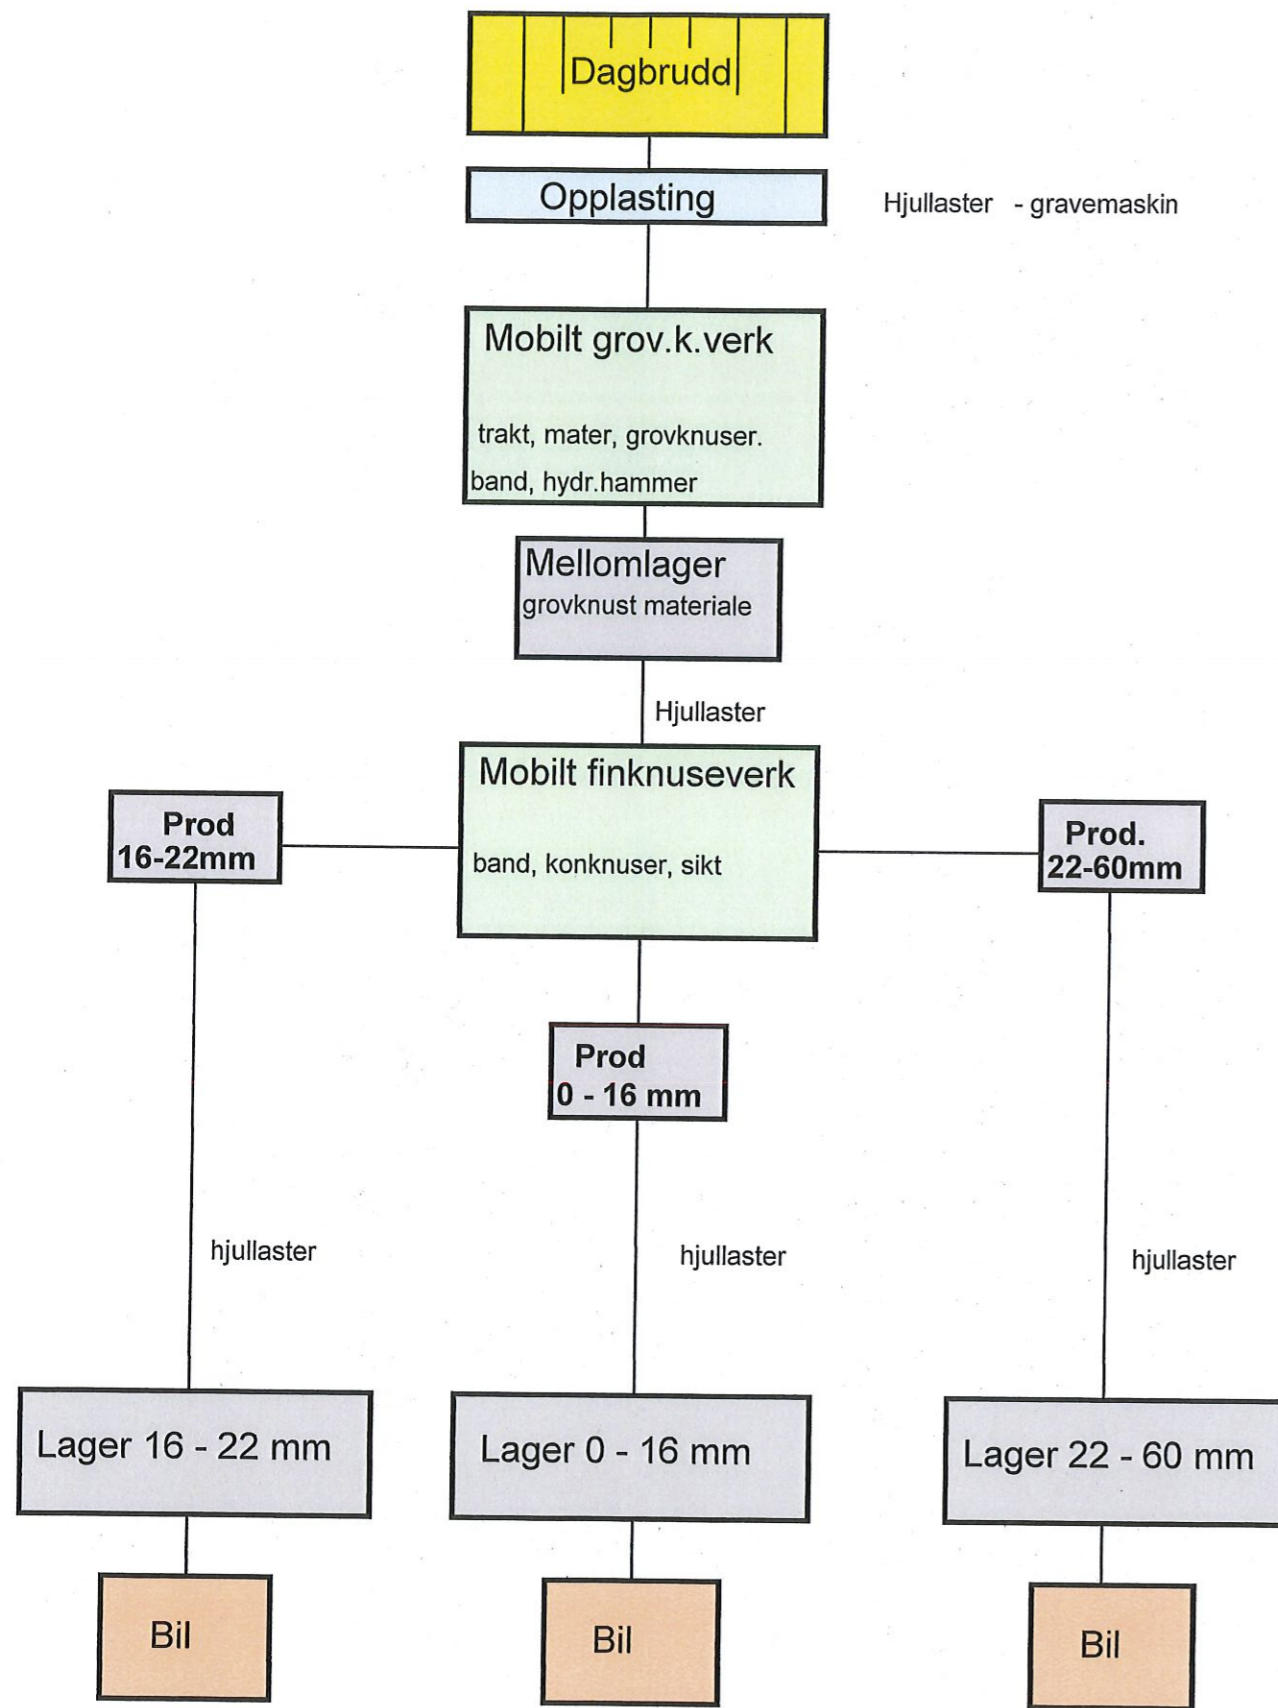 Dagbrudd
Opplasting
Hjullaster - gravemaskin
Mobilt grov.k.verk
trakt, mater, grovknuser.
band, hydr.hammer
Mellomlager
grovknust materiale
Hjullaster
Mobilt finknuseverk
band, konknuser, sikt
Prod
16-22mm
Prod.
22-60mm
Prod
0 - 16 mm
hjullaster
hjullaster
hjullaster
Lager 16 - 22 mm
Lager 0 - 16 mm
Lager 22 - 60 mm
Bil
Bil
Bil